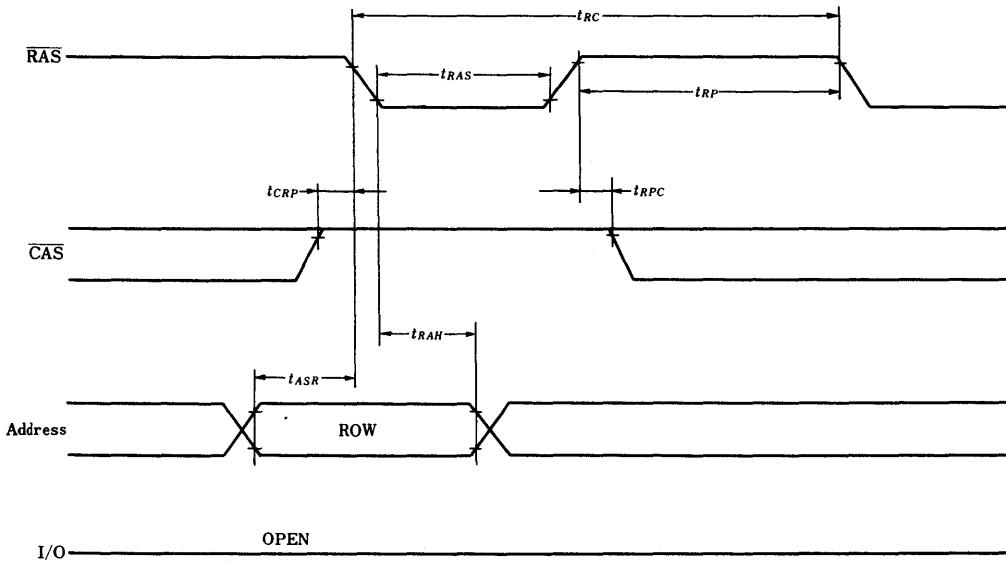 tRC
RAS
tRAS
tRP
tCRP
tRPC
CAS
tRAH
tASR
Address
ROW
OPEN
I/O